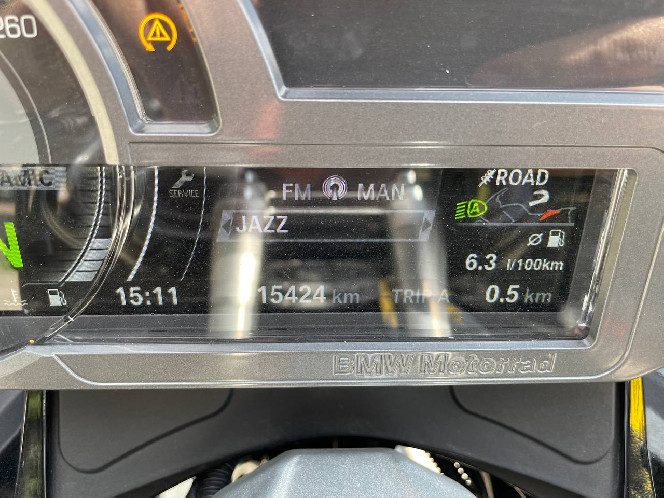 260
SERVICE
FM MAN
JAZZ
ROAD
2
6.3 l/100km
N
15:11
15424 km
TRIP A
0.5 km
BMW Motorrad